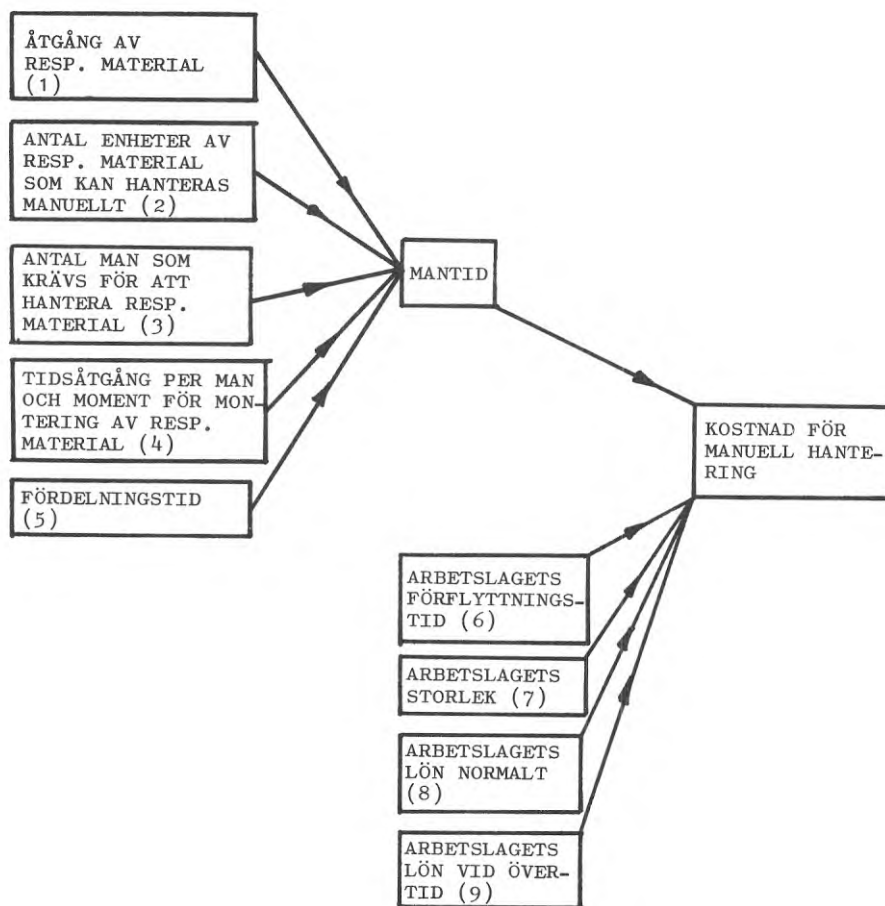 ÅTGÅNG AV
RESP. MATERIAL
(1)
ANTAL ENHETER AV
RESP. MATERIAL
SOM KAN HANTERAS
MANUELLT (2)
ANTAL MAN SOM
KRÄVS FÖR ATT
HANTERA RESP.
MATERIAL (3)
TIDSÅTGÅNG PER MAN
OCH MOMENT FÖR MON-
TERING AV RESP.
MATERIAL (4)
FÖRDELNINGSTID
(5)
MANTID
KOSTNAD FÖR
MANUELL HANTE-
RING
ARBETSLAGETS
FÖRFLYTTNINGS-
TID (6)
ARBETSLAGETS
STORLEK (7)
ARBETSLAGETS
LÖN NORMALT
(8)
ARBETSLAGETS
LÖN VID ÖVER-
TID (9)